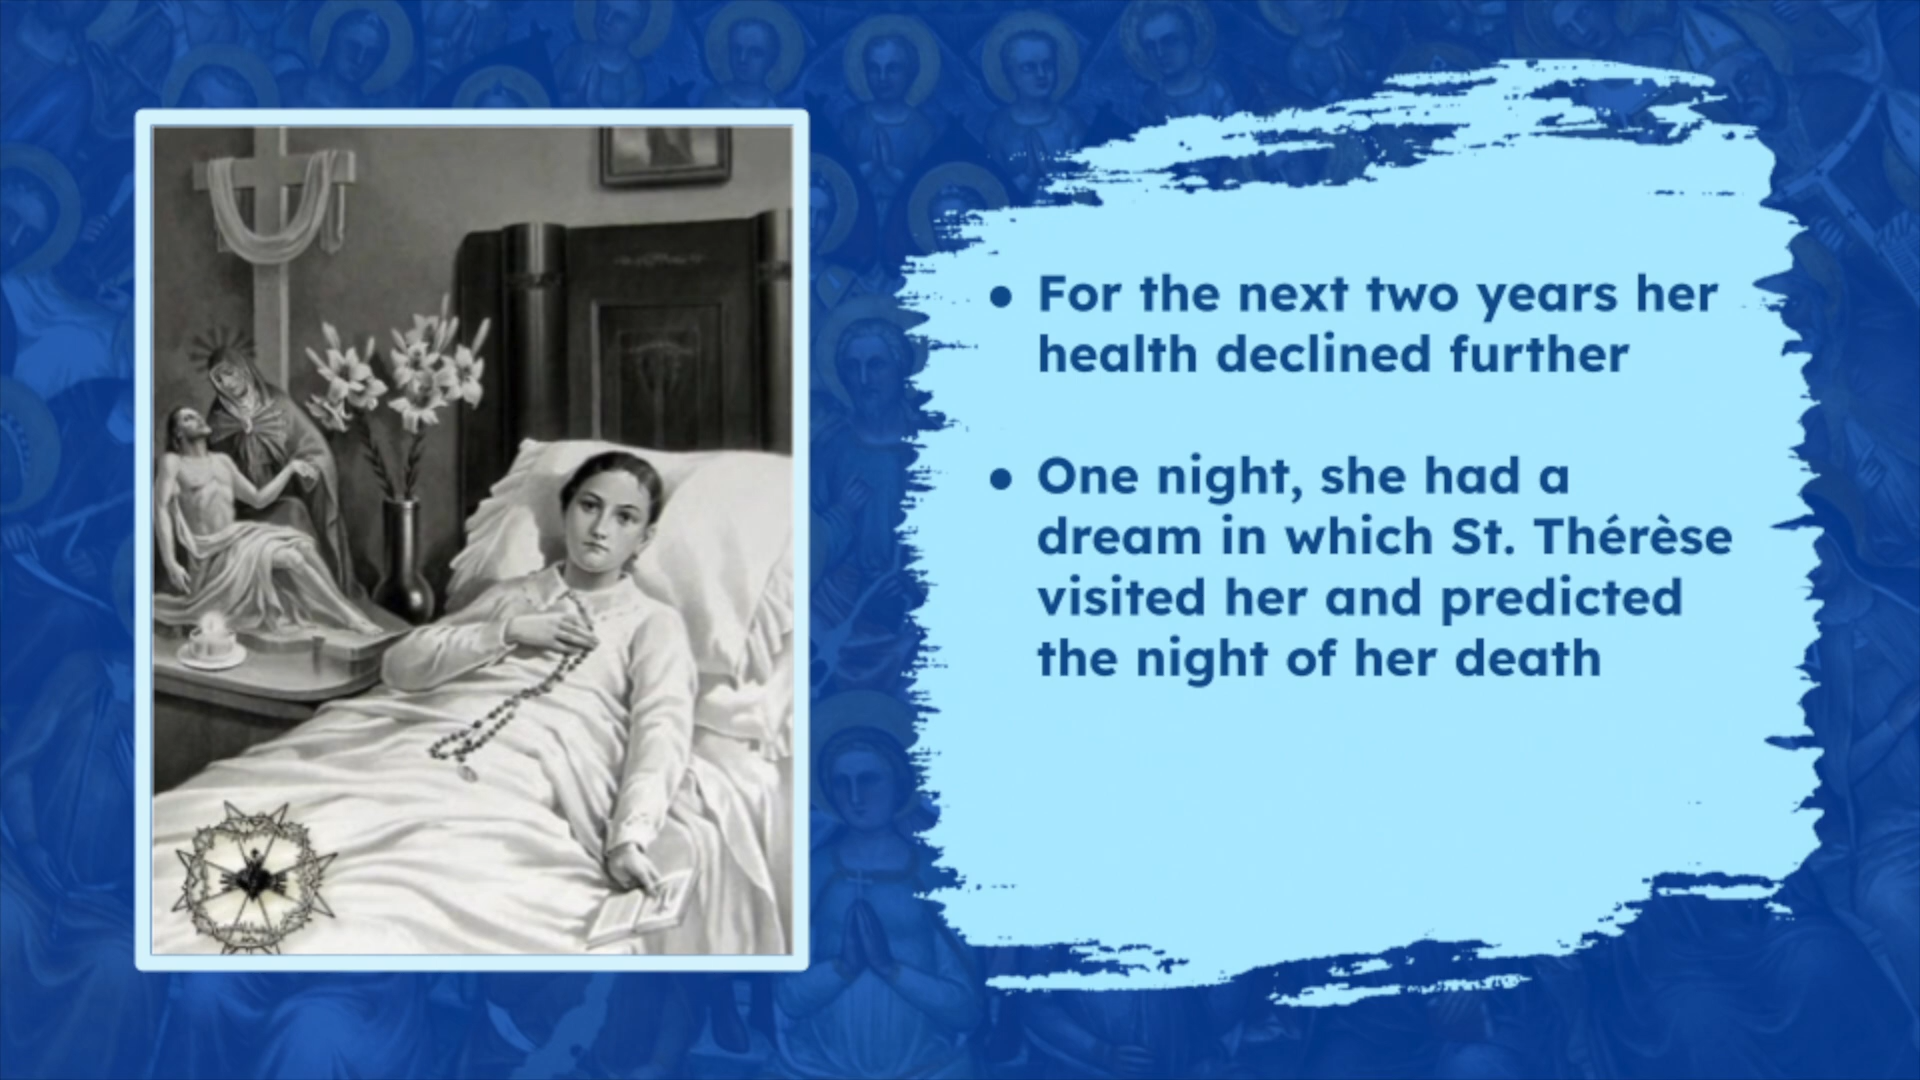 • For the next two years her
health declined further
• One night, she had a
dream in which St. Thérèse
visited her and predicted
the night of her death